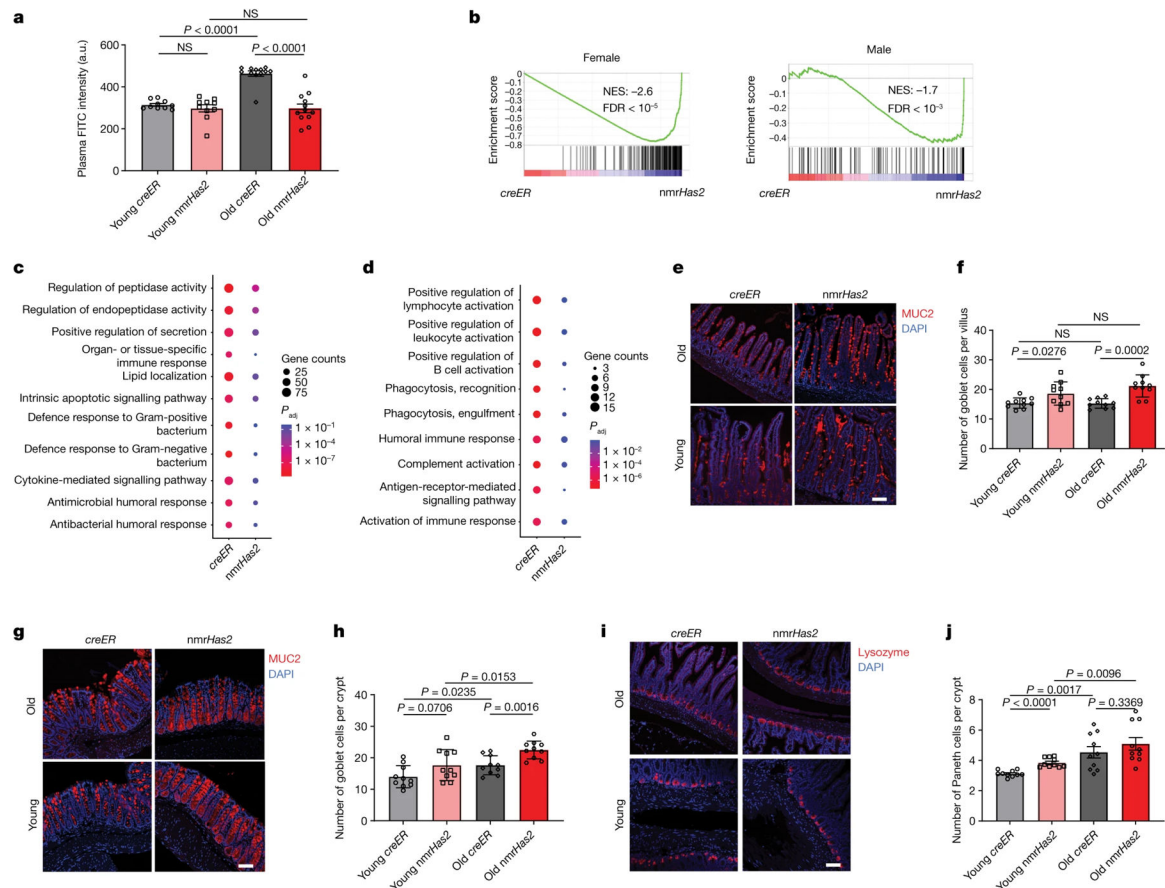 a
NS
P < 0.0001
NS
P < 0.0001
Plasma FITC intensity (a.u.)
600
400
200
0
Young creER
Young nmrHas2
Old creER
Old nmrHas2
b
Female
Enrichment score
0
−0.1
−0.2
−0.3
−0.4
−0.5
−0.6
−0.7
−0.8
NES: −2.6
FDR < 10⁻⁵
creER
nmrHas2
Male
Enrichment score
0
−0.1
−0.2
−0.3
−0.4
NES: −1.7
FDR < 10⁻³
creER
nmrHas2
c
Regulation of peptidase activity
Regulation of endopeptidase activity
Positive regulation of secretion
Organ- or tissue-specific
immune response
Lipid localization
Intrinsic apoptotic signalling pathway
Defence response to Gram-positive
bacterium
Defence response to Gram-negative
bacterium
Cytokine-mediated signalling pathway
Antimicrobial humoral response
Antibacterial humoral response
creER
nmrHas2
Gene counts
25
50
75
Padj
1 × 10⁻¹
1 × 10⁻⁴
1 × 10⁻⁷
d
Positive regulation of
lymphocyte activation
Positive regulation of
leukocyte activation
Positive regulation of
B cell activation
Phagocytosis, recognition
Phagocytosis, engulfment
Humoral immune response
Complement activation
Antigen-receptor-mediated
signalling pathway
Activation of immune response
creER
nmrHas2
Gene counts
3
6
9
12
15
Padj
1 × 10⁻²
1 × 10⁻⁴
1 × 10⁻⁶
e
creER
nmrHas2
MUC2
DAPI
Old
Young
f
NS
NS
P = 0.0276
P = 0.0002
Number of goblet cells per villus
40
30
20
10
0
Young creER
Young nmrHas2
Old creER
Old nmrHas2
g
creER
nmrHas2
MUC2
DAPI
Old
Young
h
P = 0.0153
P = 0.0235
P = 0.0706
P = 0.0016
Number of goblet cells per crypt
40
30
20
10
0
Young creER
Young nmrHas2
Old creER
Old nmrHas2
i
creER
nmrHas2
Lysozyme
DAPI
Old
Young
j
P = 0.0096
P = 0.0017
P < 0.0001
P = 0.3369
Number of Paneth cells per crypt
8
6
4
2
0
Young creER
Young nmrHas2
Old creER
Old nmrHas2